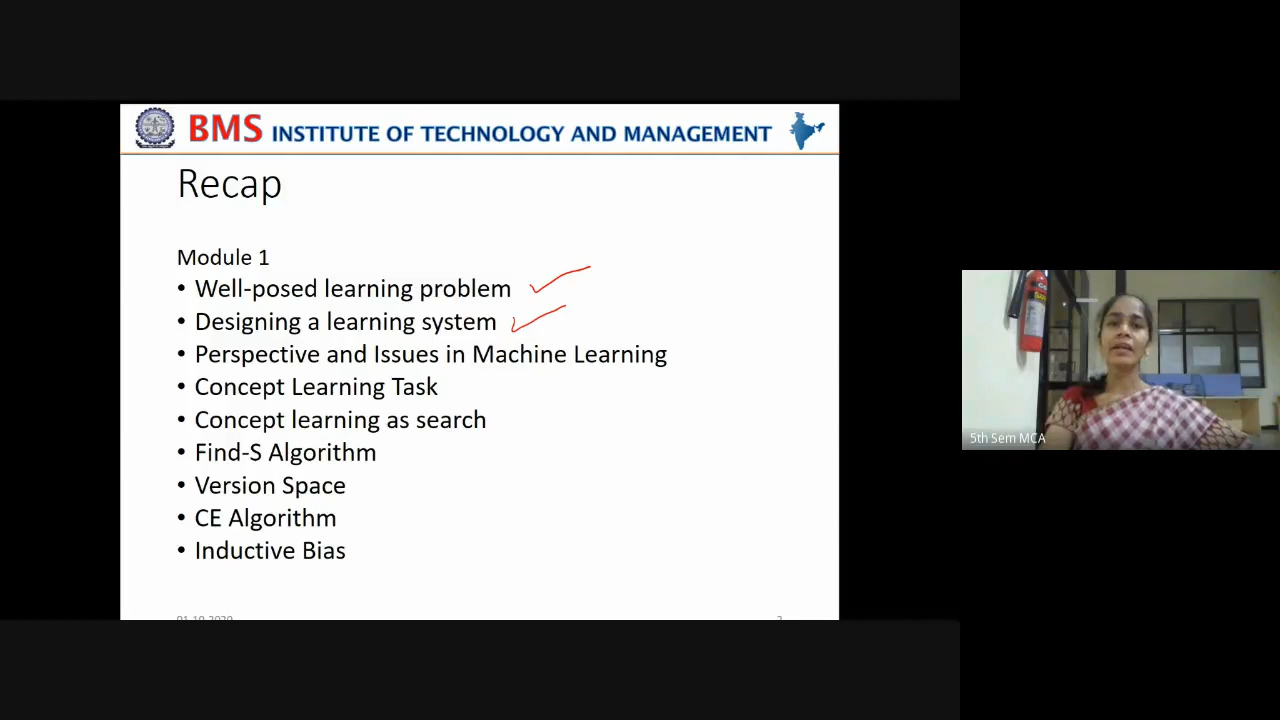 BMS INSTITUTE OF TECHNOLOGY AND MANAGEMENT
Recap
Module 1
• Well-posed learning problem
• Designing a learning system
• Perspective and Issues in Machine Learning
• Concept Learning Task
• Concept learning as search
• Find-S Algorithm
• Version Space
• CE Algorithm
• Inductive Bias
5th Sem MCA